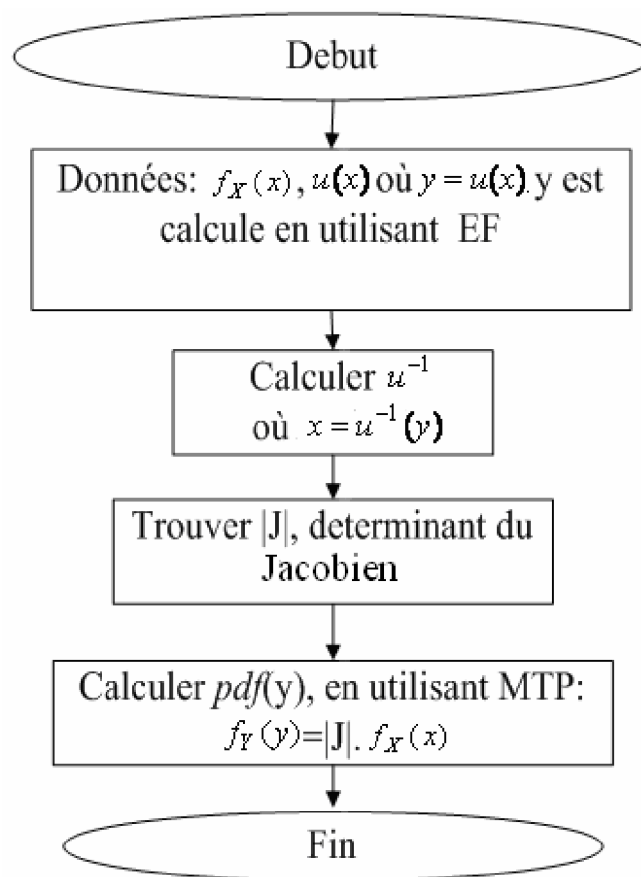 Debut
Données: f_X(x), u(x) où y = u(x). y est
calcule en utilisant EF
Calculer u⁻¹
où x = u⁻¹(y)
Trouver |J|, determinant du
Jacobien
Calculer pdf(y), en utilisant MTP:
f_Y(y)=|J|. f_X(x)
Fin